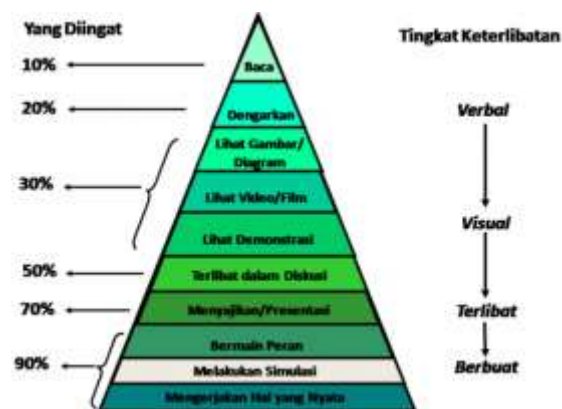 Yang Diingat
Tingkat Keterlibatan
10%
Baca
20%
Dengarkan
Verbal
Lihat Gambar/
Diagram
30%
Lihat Video/Film
Visual
Lihat Demonstrasi
50%
Terlibat dalam Diskusi
70%
Menyajikan/Presentasi
Terlibat
Bermain Peran
90%
Melakukan Simulasi
Berbuat
Mengerjakan Hal yang Nyata